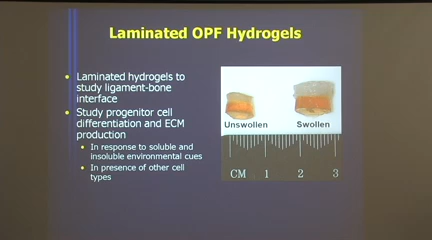 Laminated OPF Hydrogels
• Laminated hydrogels to
study ligament-bone
interface
• Study progenitor cell
differentiation and ECM
production
• In response to soluble and
insoluble environmental cues
• In presence of other cell
types
Unswollen Swollen
CM 1 2 3